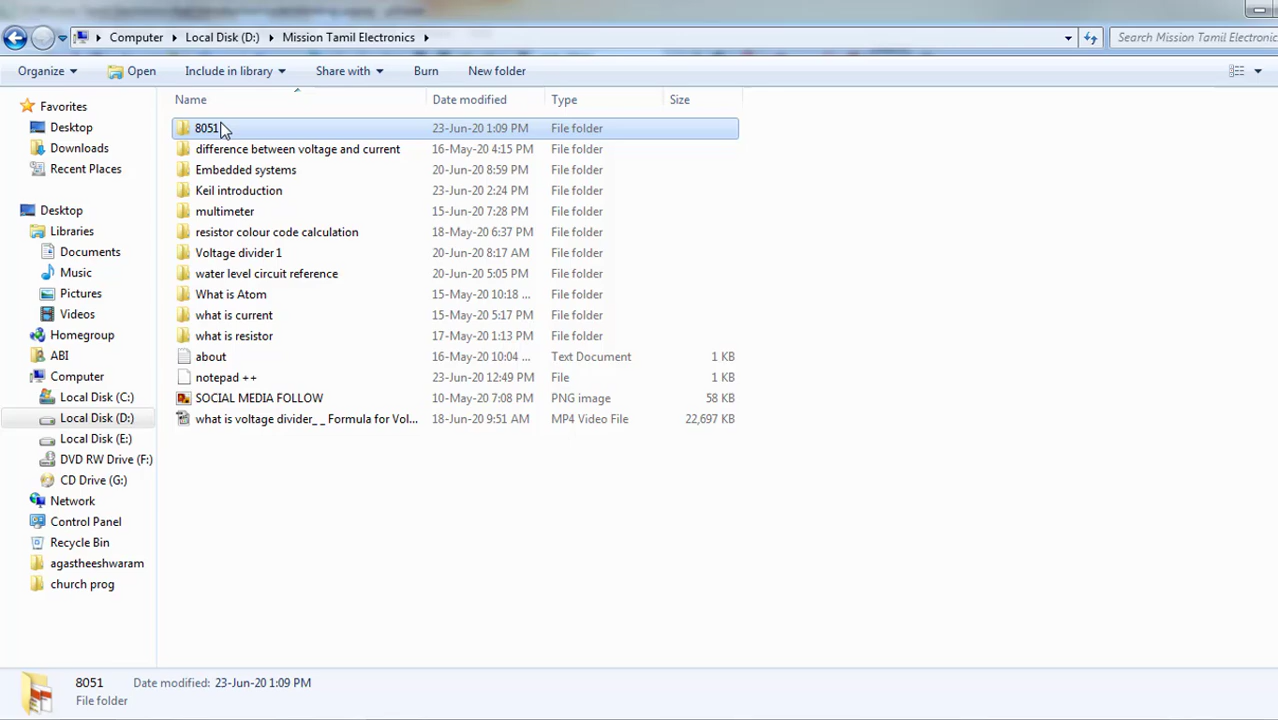 Computer Local Disk (D:) Mission Tamil Electronics Search Mission Tamil Electronic
Organize Open Include in library Share with Burn New folder
Name Date modified Type Size
Favorites
Desktop
Downloads
Recent Places
Desktop
Libraries
Documents
Music
Pictures
Videos
Homegroup
ABI
Computer
Local Disk (C:)
Local Disk (D:)
Local Disk (E:)
DVD RW Drive (F:)
CD Drive (G:)
Network
Control Panel
Recycle Bin
agastheeshwaram
church prog
8051 23-Jun-20 1:09 PM File folder
difference between voltage and current 16-May-20 4:15 PM File folder
Embedded systems 20-Jun-20 8:59 PM File folder
Keil introduction 23-Jun-20 2:24 PM File folder
multimeter 15-Jun-20 7:28 PM File folder
resistor colour code calculation 18-May-20 6:37 PM File folder
Voltage divider 1 20-Jun-20 8:17 AM File folder
water level circuit reference 20-Jun-20 5:05 PM File folder
What is Atom 15-May-20 10:18 ... File folder
what is current 15-May-20 5:17 PM File folder
what is resistor 17-May-20 1:13 PM File folder
about 16-May-20 10:04 ... Text Document 1 KB
notepad ++ 23-Jun-20 12:49 PM File 1 KB
SOCIAL MEDIA FOLLOW 10-May-20 7:08 PM PNG image 58 KB
what is voltage divider_ _ Formula for Vol... 18-Jun-20 9:51 AM MP4 Video File 22,697 KB
8051 Date modified: 23-Jun-20 1:09 PM
File folder